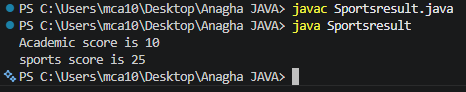 PS C:\Users\mca10\Desktop\Anagha JAVA> javac Sportsresult.java
PS C:\Users\mca10\Desktop\Anagha JAVA> java Sportsresult
Academic score is 10
sports score is 25
PS C:\Users\mca10\Desktop\Anagha JAVA>